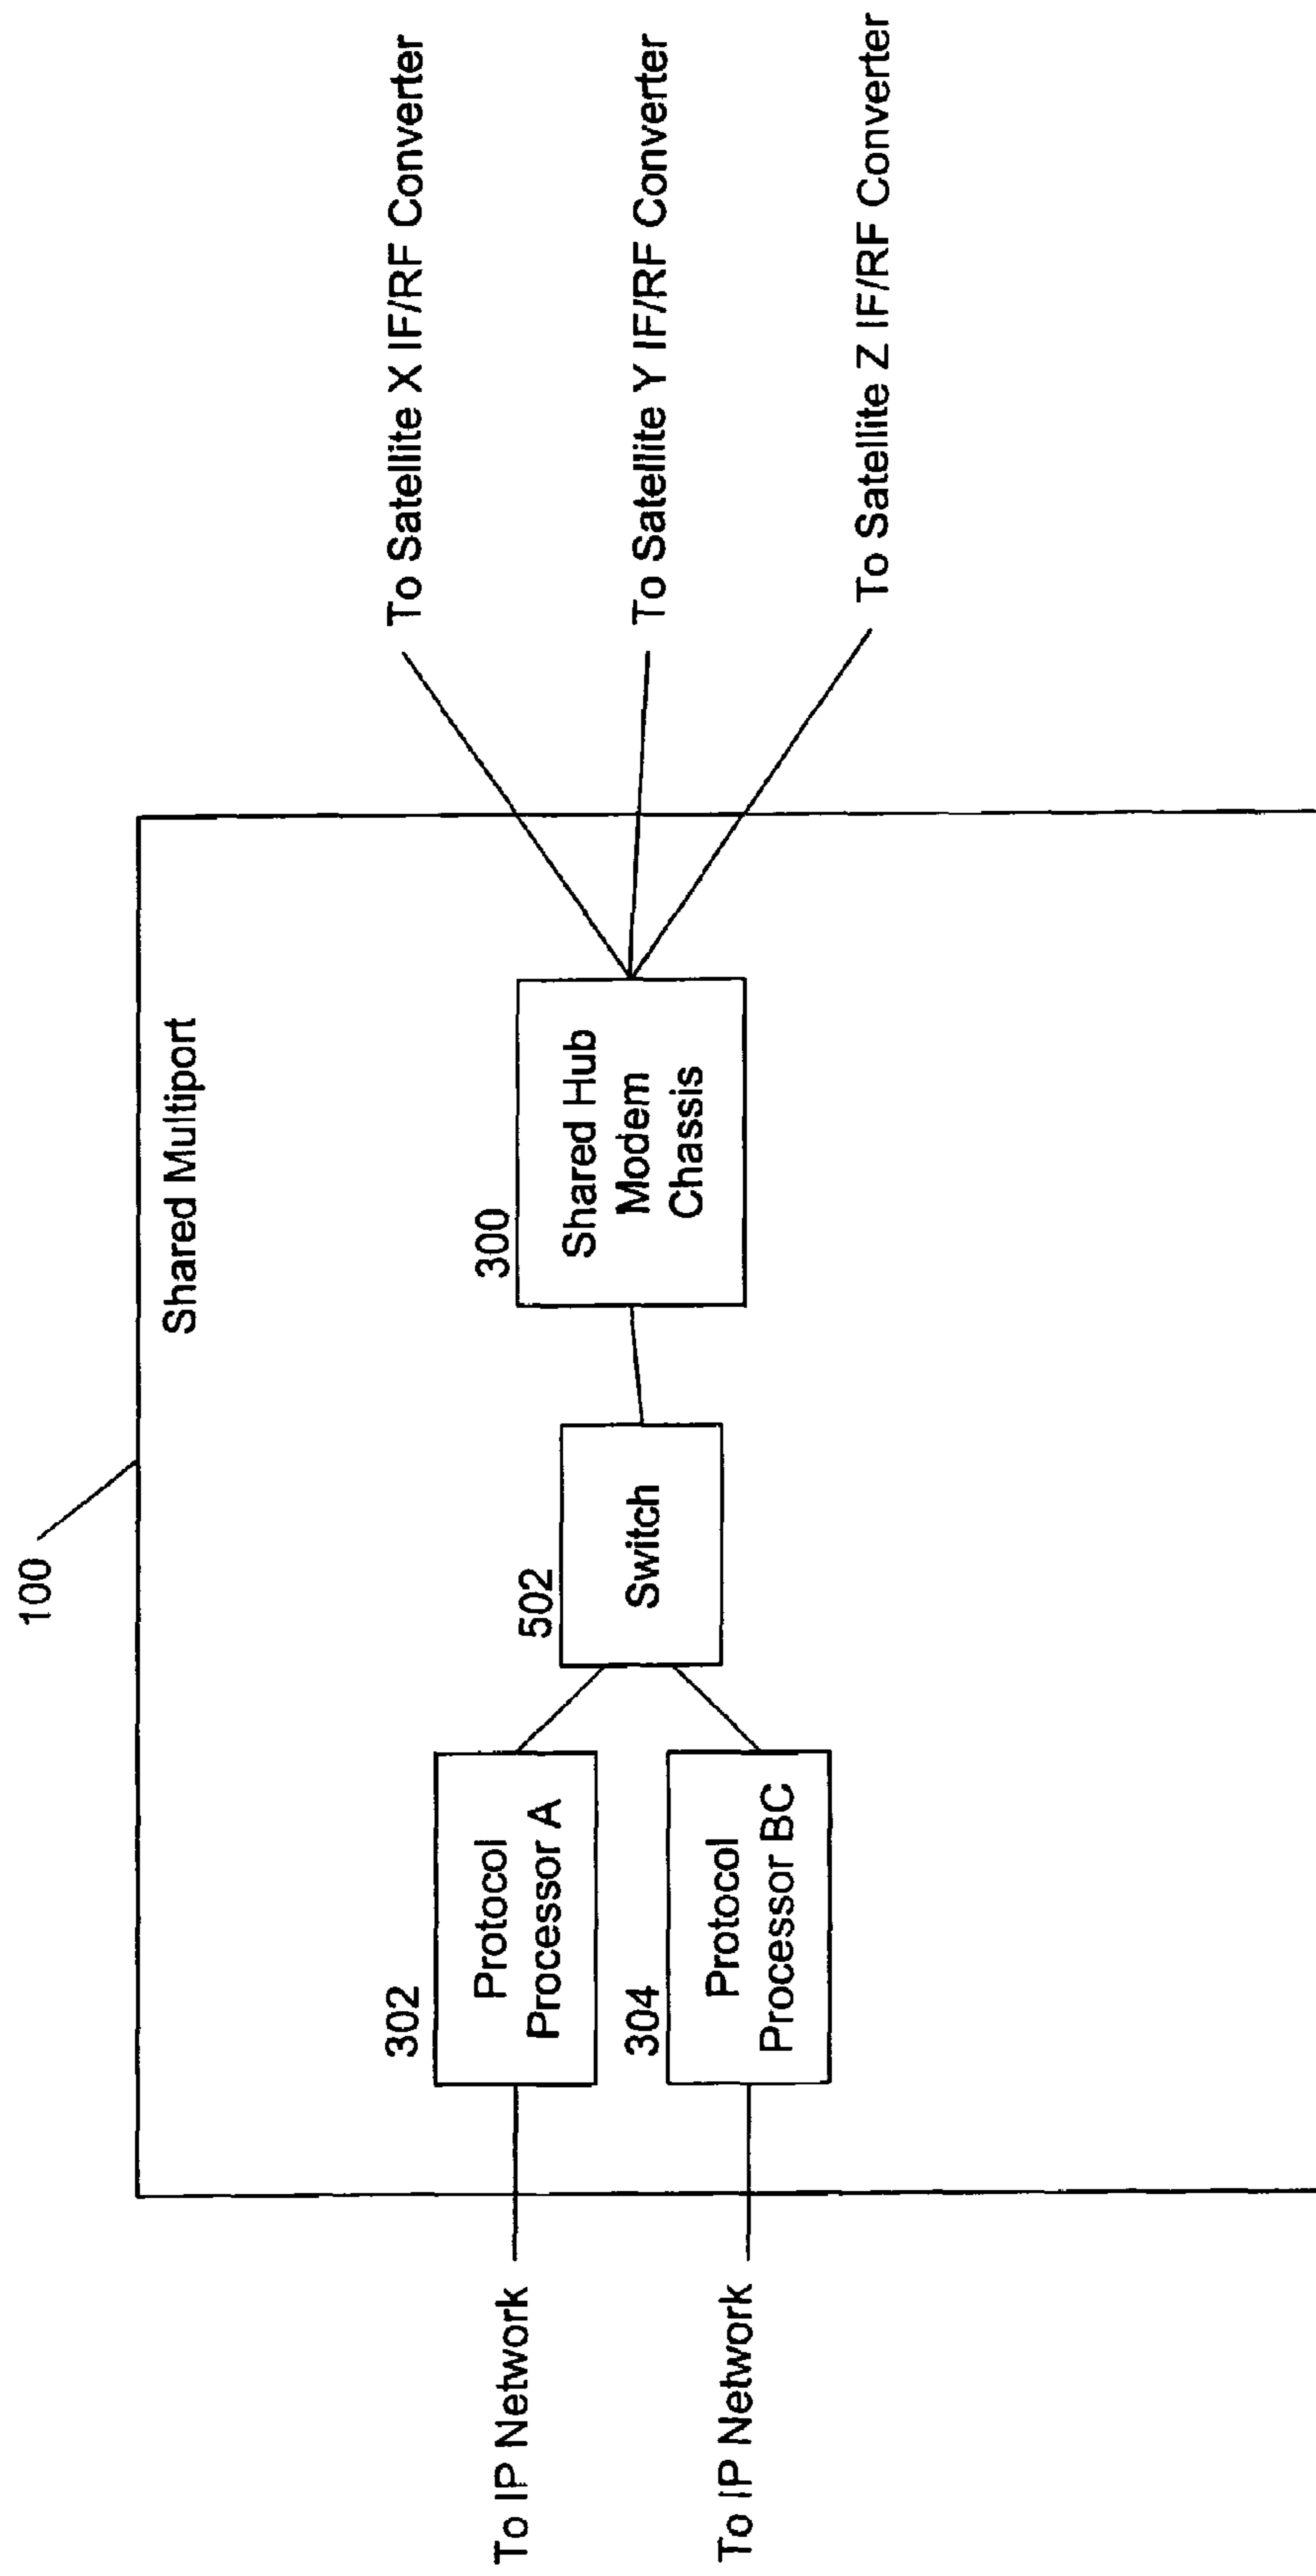 100
Shared Multiport
302
Protocol
Processor A
To IP Network
304
Protocol
Processor BC
To IP Network
502
Switch
300
Shared Hub
Modem
Chassis
To Satellite X IF/RF Converter
To Satellite Y IF/RF Converter
To Satellite Z IF/RF Converter